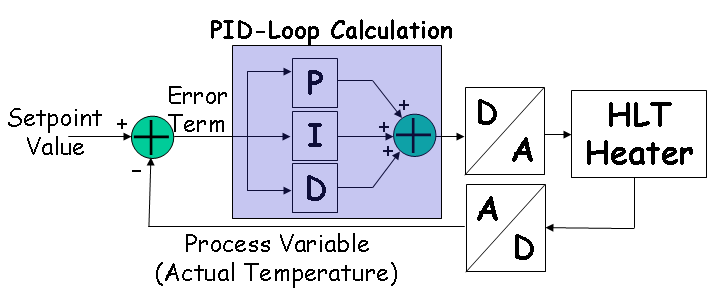 PID-Loop Calculation
Setpoint
Value
+
-
Error
Term
P
I
D
+
+
+
D
A
HLT
Heater
A
D
Process Variable
(Actual Temperature)